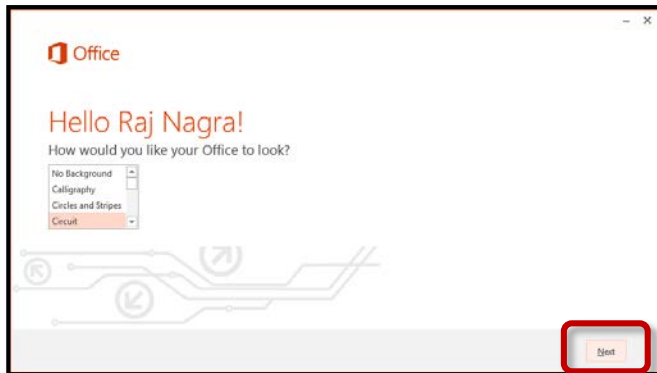 Office
Hello Raj Nagra!
How would you like your Office to look?
No Background
Calligraphy
Circles and Stripes
Circuit
Next